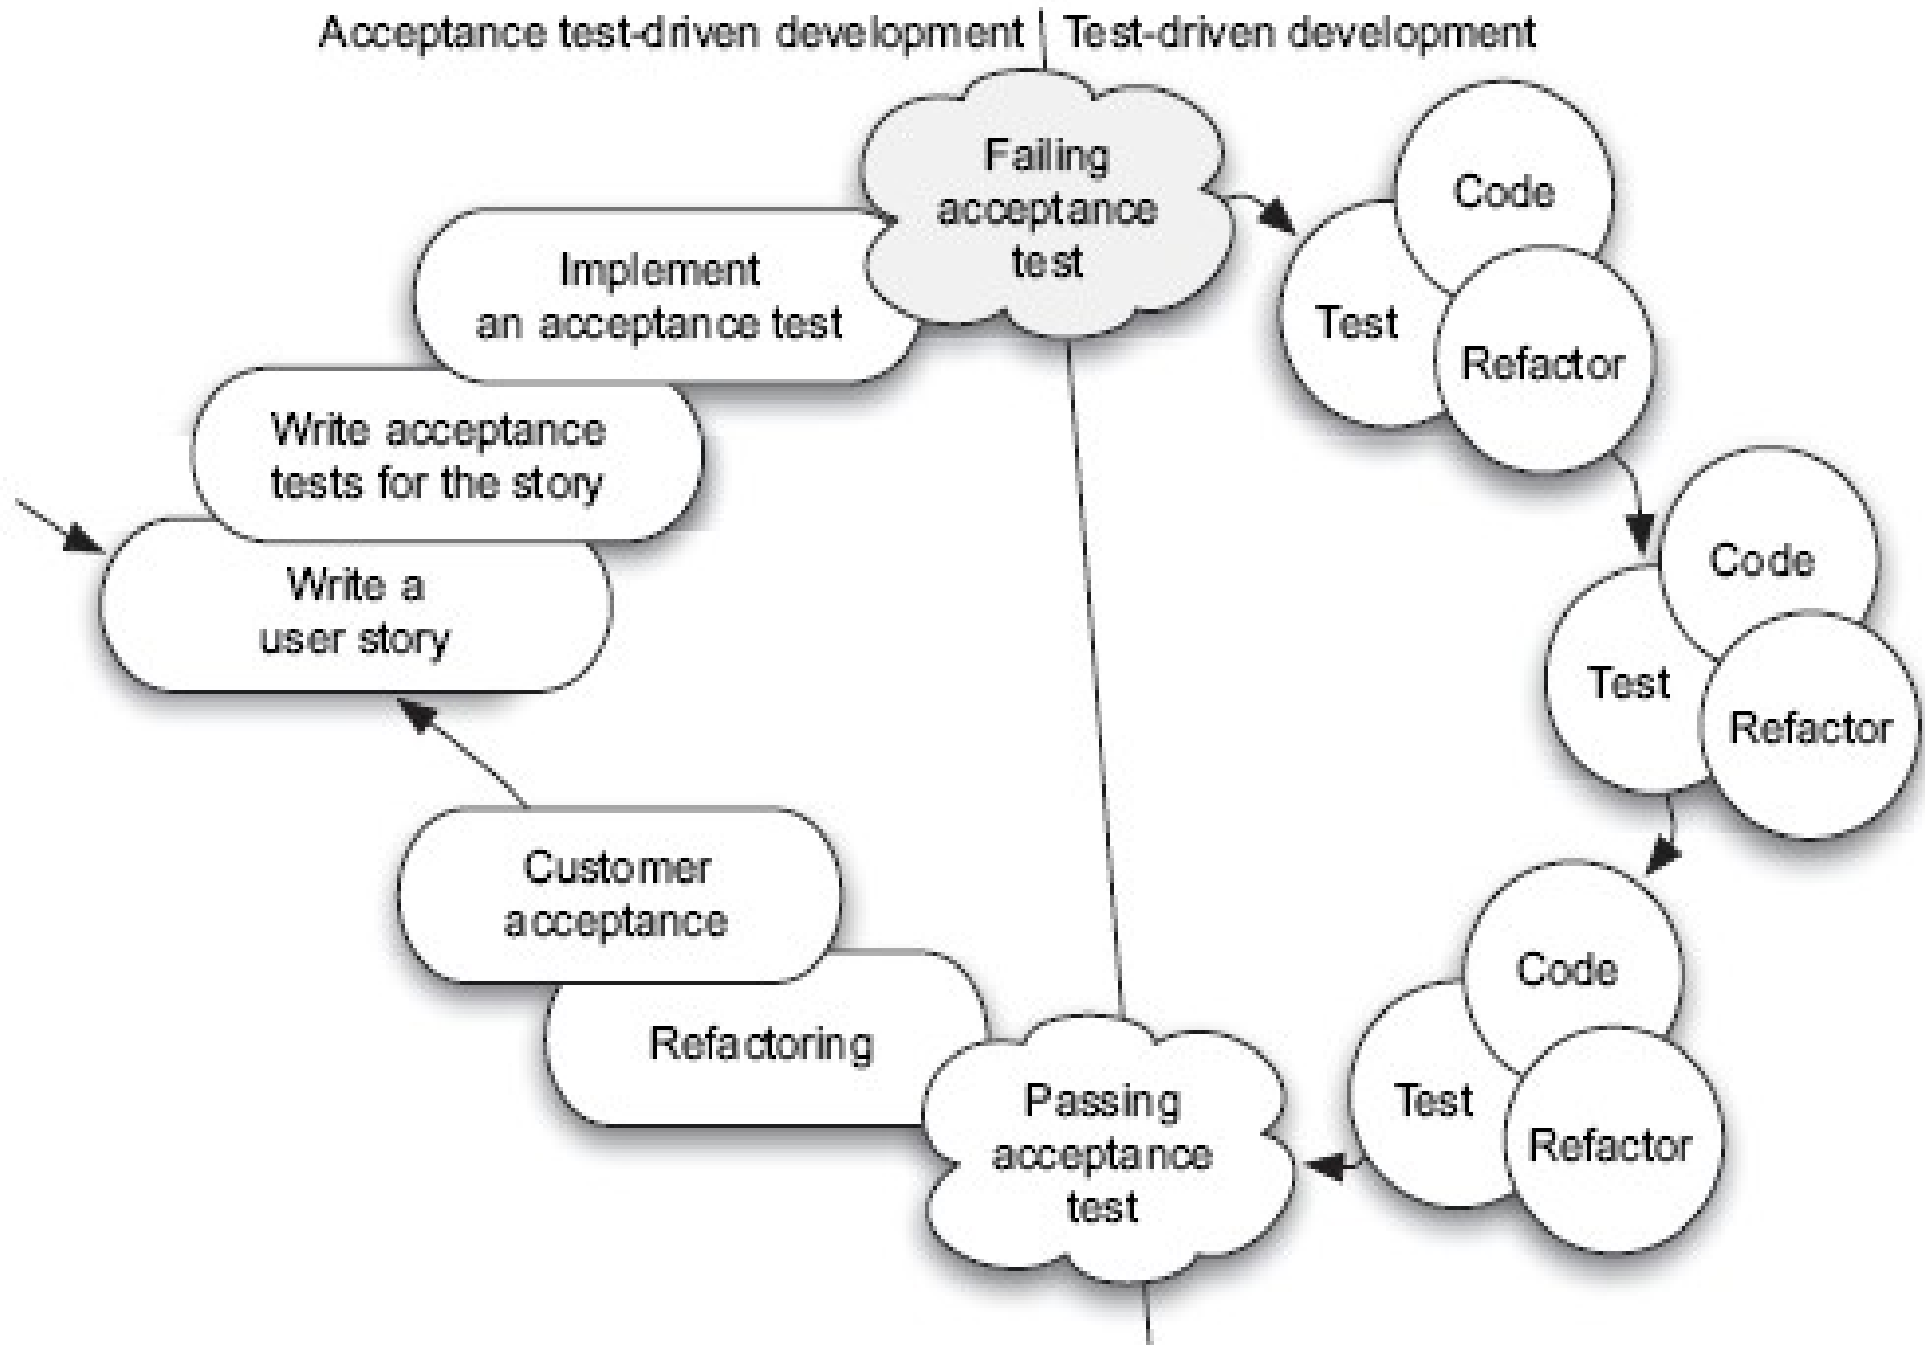 Acceptance test-driven development
Test-driven development
Failing
acceptance
test
Implement
an acceptance test
Write acceptance
tests for the story
Write a
user story
Code
Test
Refactor
Code
Test
Refactor
Code
Test
Refactor
Passing
acceptance
test
Refactoring
Customer
acceptance